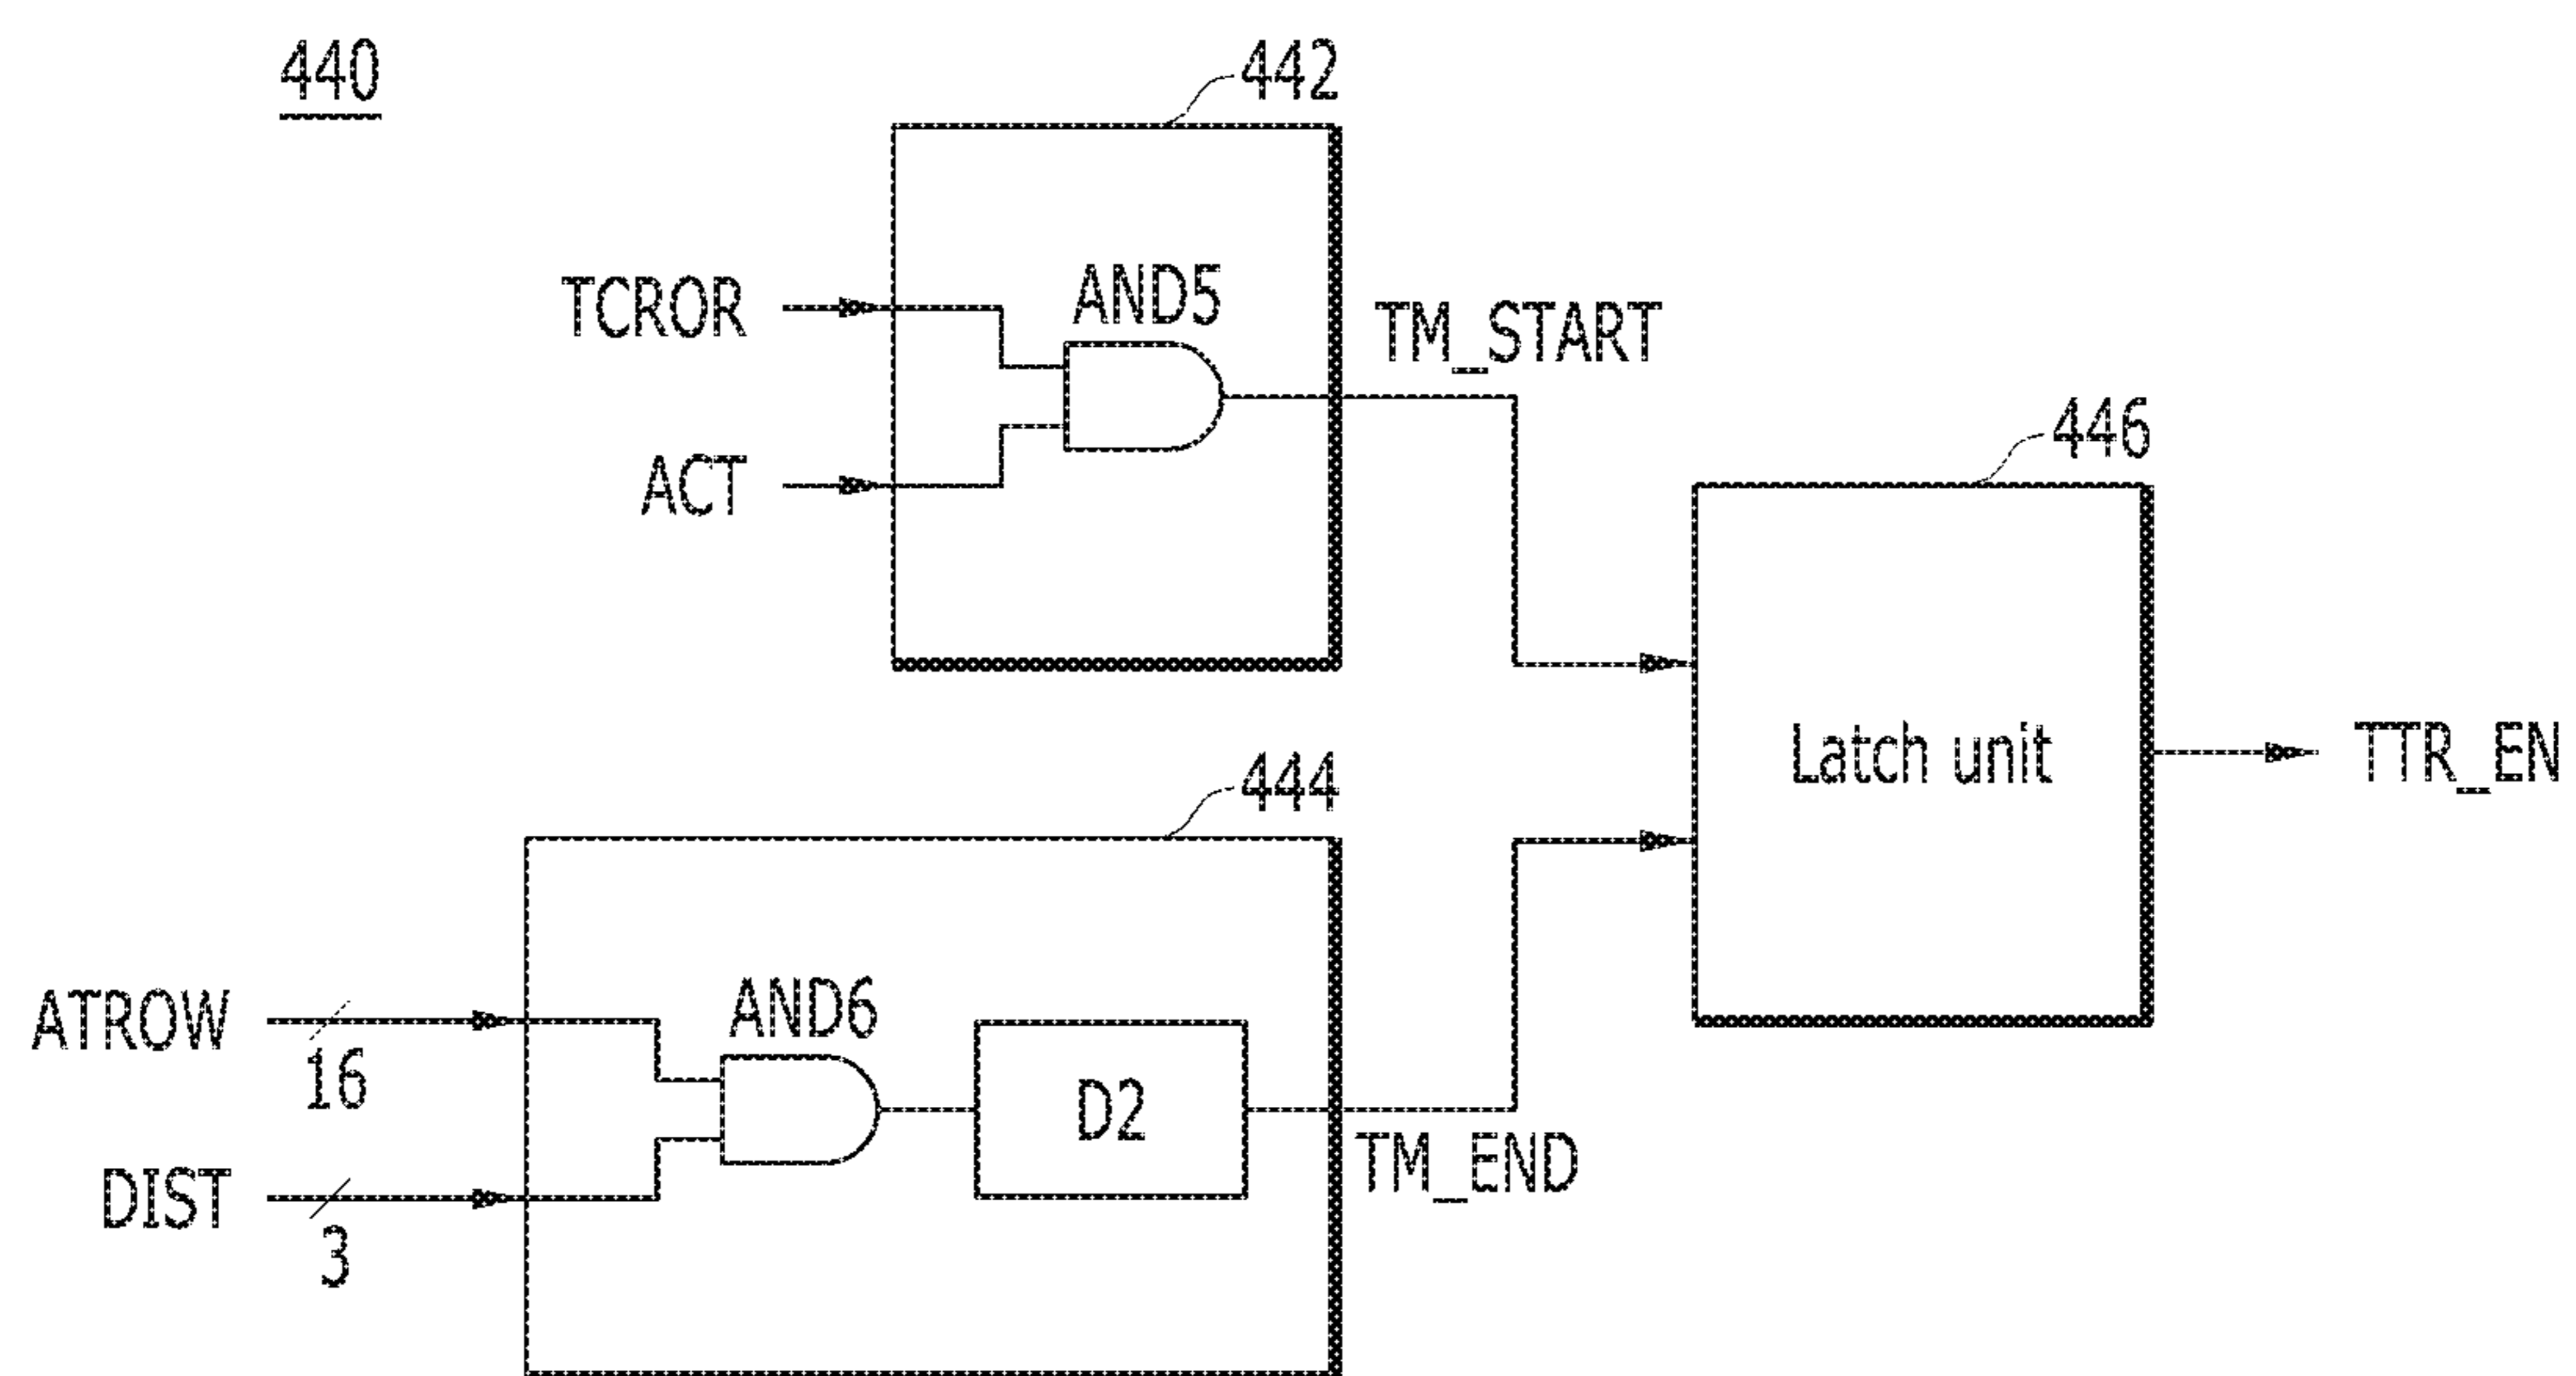 440
442
TCROR
AND5
TM_START
ACT
446
Latch unit
TTR_EN
444
ATROW
16
AND6
D2
DIST
3
TM_END